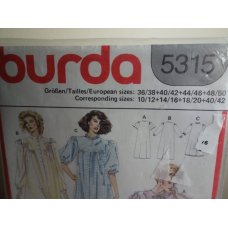 burda 5315
Größen/Tailles/European sizes: 36/38+40/42+44/46+48/50
Corresponding sizes: 10/12+14/16+18/20+40/42
A B C
B C